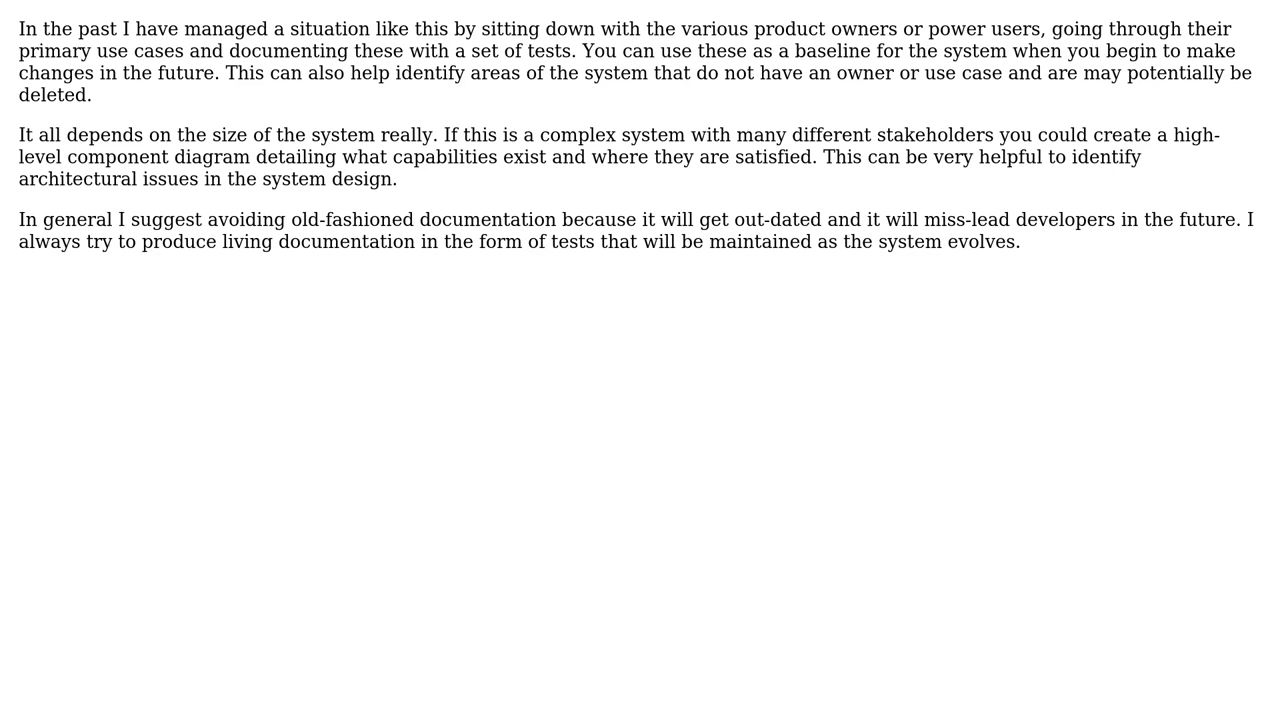 In the past I have managed a situation like this by sitting down with the various product owners or power users, going through their
primary use cases and documenting these with a set of tests. You can use these as a baseline for the system when you begin to make
changes in the future. This can also help identify areas of the system that do not have an owner or use case and are may potentially be
deleted.
It all depends on the size of the system really. If this is a complex system with many different stakeholders you could create a high-
level component diagram detailing what capabilities exist and where they are satisfied. This can be very helpful to identify
architectural issues in the system design.
In general I suggest avoiding old-fashioned documentation because it will get out-dated and it will miss-lead developers in the future. I
always try to produce living documentation in the form of tests that will be maintained as the system evolves.